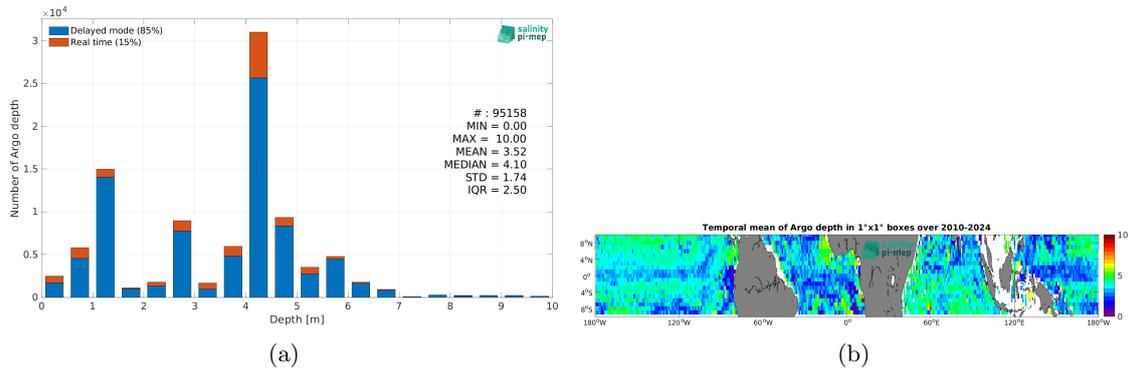 ×10⁴
Delayed mode (85%)
Real time (15%)
salinity
pi-mep
3
2.5
2
1.5
1
0.5
0
Number of Argo depth
# : 95158
MIN = 0.00
MAX = 10.00
MEAN = 3.52
MEDIAN = 4.10
STD = 1.74
IQR = 2.50
0 1 2 3 4 5 6 7 8 9 10
Depth [m]
(a)
Temporal mean of Argo depth in 1°x1° boxes over 2010-2024
salinity
pi-mep
8°N
4°N
0°
4°S
8°S
180°W 120°W 60°W 0° 60°E 120°E 180°W
10
5
0
(b)